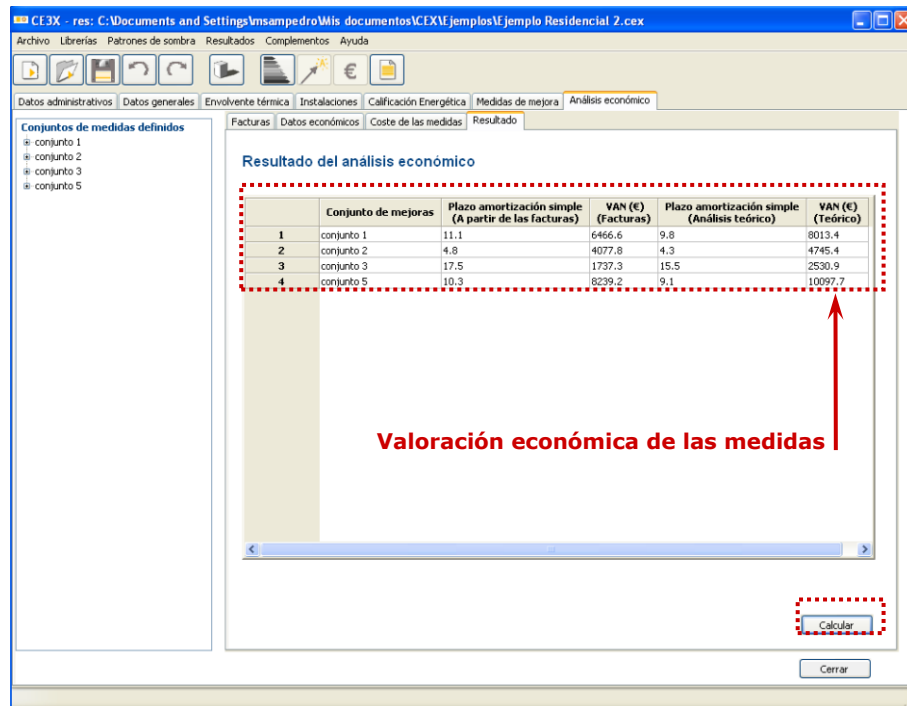 CE3X - res: C:\Documents and Settings\msampedro\Mis documentos\CEX\Ejemplos\Ejemplo Residencial 2.cex
Archivo Librerías Patrones de sombra Resultados Complementos Ayuda
€
Datos administrativos Datos generales Envolvente térmica Instalaciones Calificación Energética Medidas de mejora Análisis económico
Conjuntos de medidas definidos
conjunto 1
conjunto 2
conjunto 3
conjunto 5
Facturas Datos económicos Coste de las medidas Resultado
Resultado del análisis económico
Conjunto de mejoras Plazo amortización simple (A partir de las facturas) VAN (€) (Facturas) Plazo amortización simple (Análisis teórico) VAN (€) (Teórico)
1 conjunto 1 11.1 6466.6 9.8 8013.4
2 conjunto 2 4.8 4077.8 4.3 4745.4
3 conjunto 3 17.5 1737.3 15.5 2530.9
4 conjunto 5 10.3 8239.2 9.1 10097.7
Valoración económica de las medidas
Calcular
Cerrar